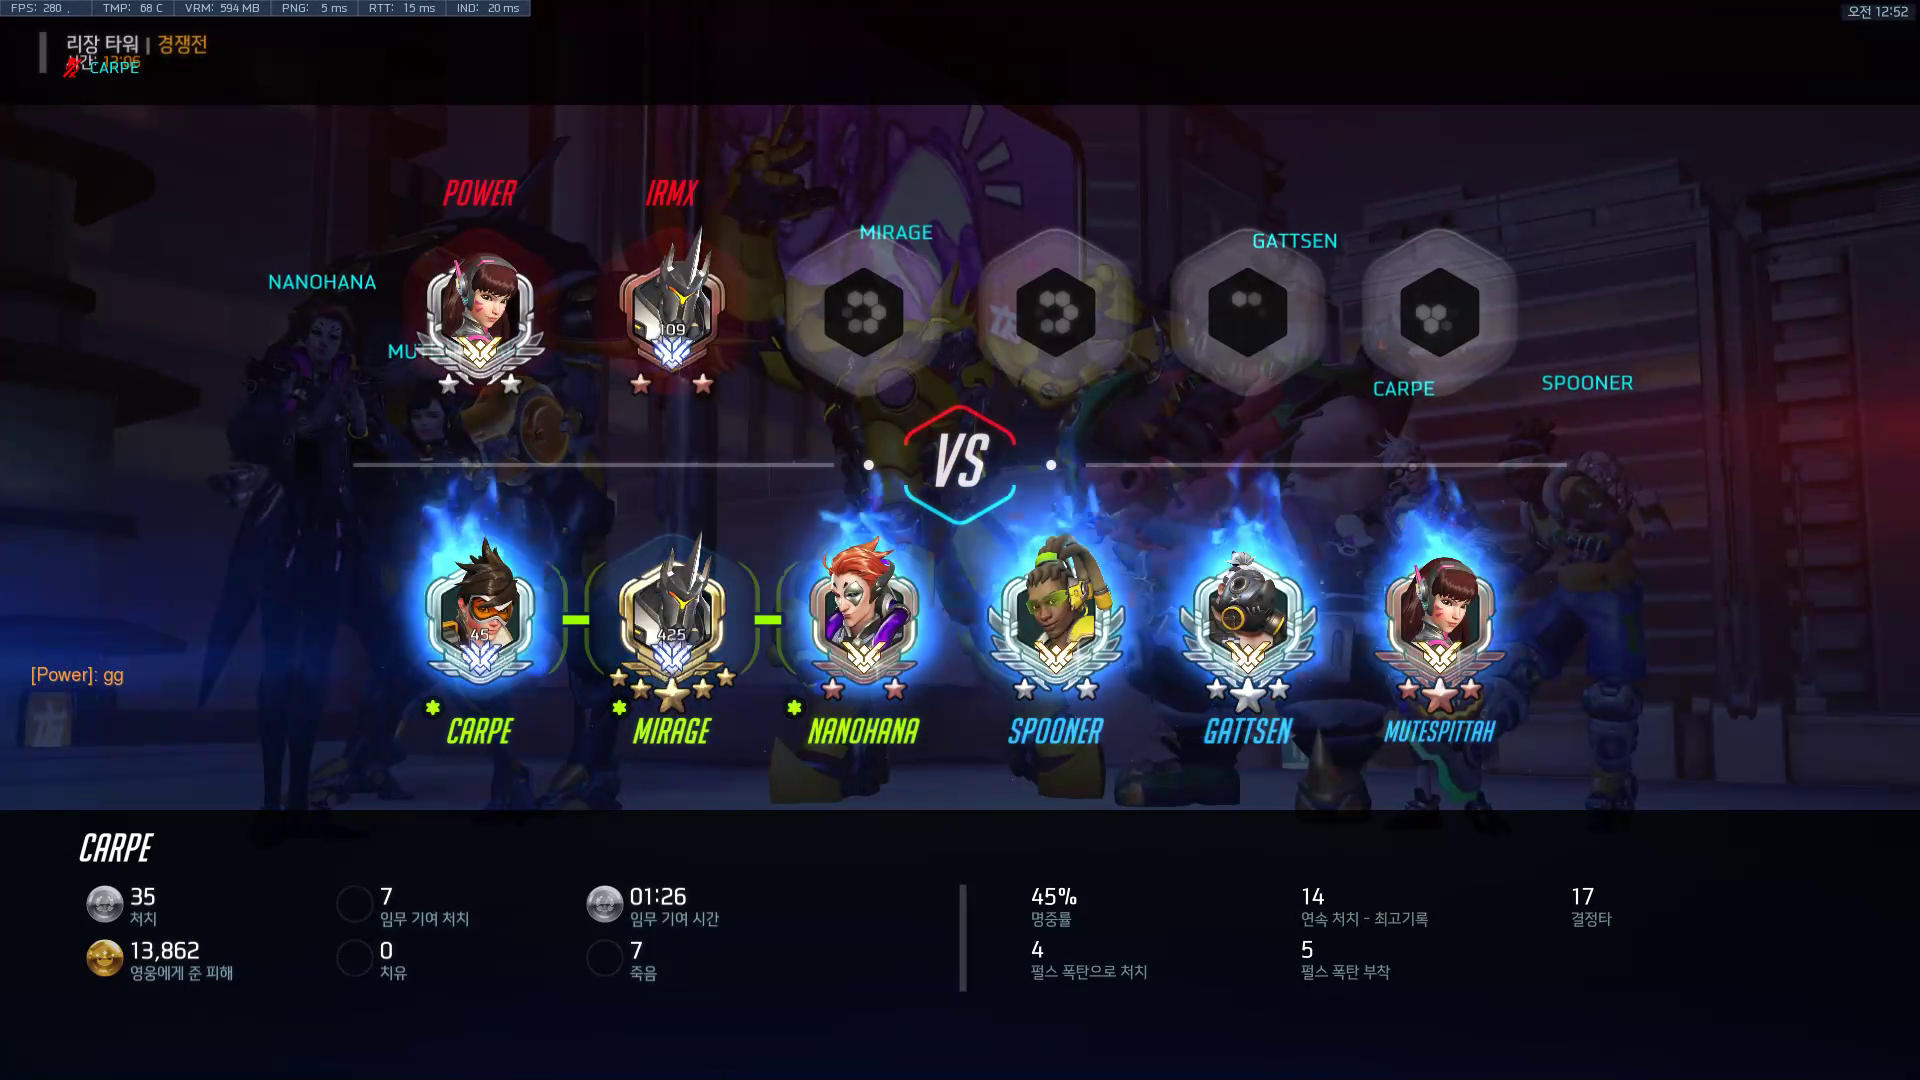 FPS: 280 . TMP: 68 C VRM: 594 MB PNG: 5 ms RTT: 15 ms IND: 20 ms
오전 12:52
리장 타워 | 경쟁전
시간: 13:06
CARPE
POWER IRMX
MIRAGE GATTSEN
NANOHANA
109
CARPE SPOONER
VS
45 425
[Power]: gg
CARPE MIRAGE NANOHANA SPOONER GATTSEN MUTESPITTAH
CARPE
35 7 01:26 45% 14 17
처치 임무 기여 처치 임무 기여 시간 명중률 연속 처치 - 최고기록 결정타
13,862 0 7 4 5
영웅에게 준 피해 치유 죽음 펄스 폭탄으로 처치 펄스 폭탄 부착